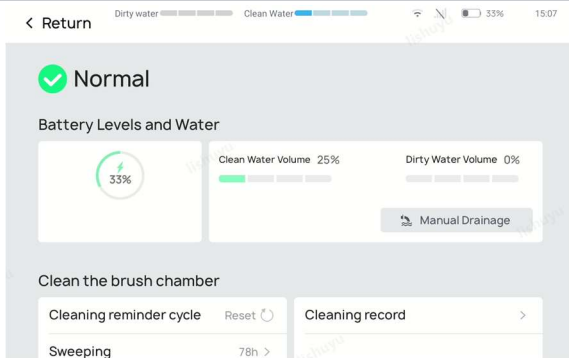 Dirty water Clean Water 33% 15:07
Return
Normal
Battery Levels and Water
33%
Clean Water Volume 25% Dirty Water Volume 0%
Manual Drainage
Clean the brush chamber
Cleaning reminder cycle Reset Cleaning record
Sweeping 78h
lishuyu